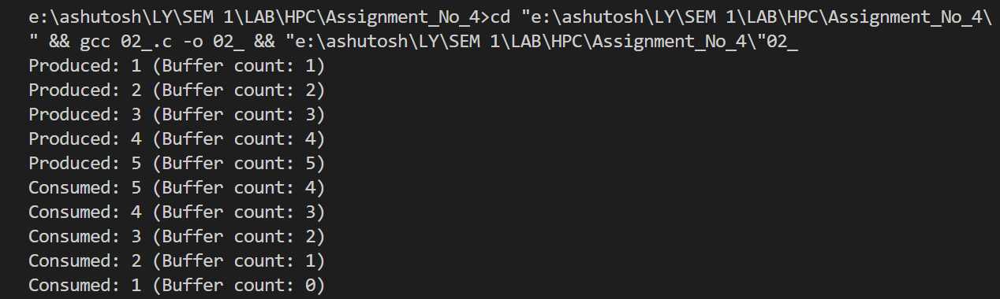 e:\ashutosh\LY\SEM 1\LAB\HPC\Assignment_No_4>cd "e:\ashutosh\LY\SEM 1\LAB\HPC\Assignment_No_4\
" && gcc 02_.c -o 02_ && "e:\ashutosh\LY\SEM 1\LAB\HPC\Assignment_No_4\"02_
Produced: 1 (Buffer count: 1)
Produced: 2 (Buffer count: 2)
Produced: 3 (Buffer count: 3)
Produced: 4 (Buffer count: 4)
Produced: 5 (Buffer count: 5)
Consumed: 5 (Buffer count: 4)
Consumed: 4 (Buffer count: 3)
Consumed: 3 (Buffer count: 2)
Consumed: 2 (Buffer count: 1)
Consumed: 1 (Buffer count: 0)